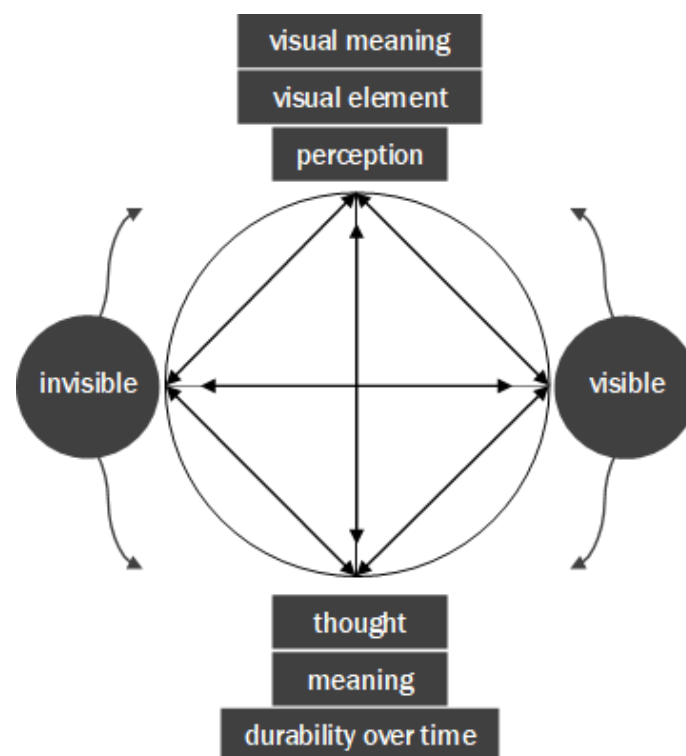 visual meaning
visual element
perception
invisible
visible
thought
meaning
durability over time